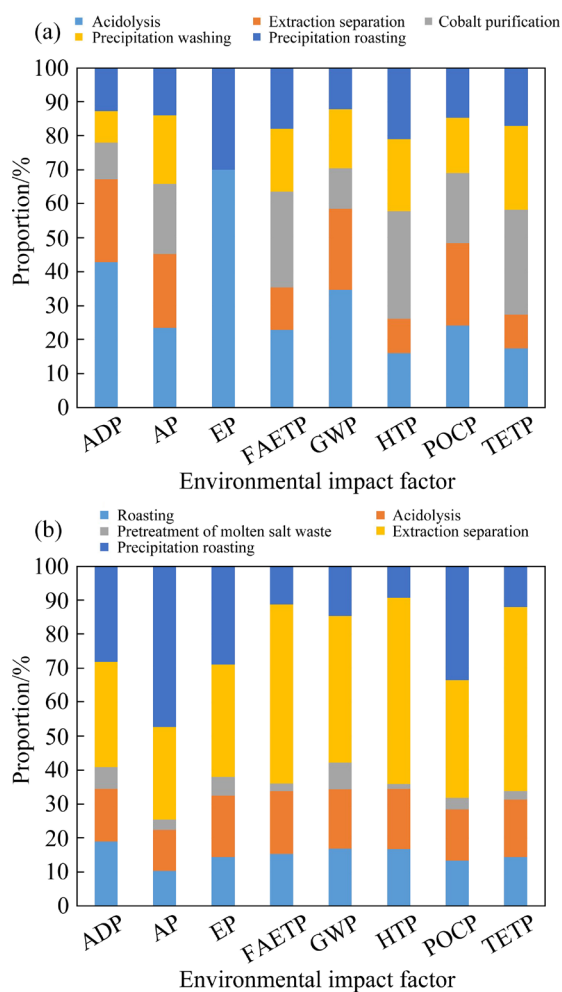 (a)
Acidolysis Extraction separation Cobalt purification
Precipitation washing Precipitation roasting
100
90
80
70
60
50
40
30
20
10
0
Proportion/%
ADP AP EP FAETP GWP HTP POCP TETP
Environmental impact factor
(b)
Roasting Acidolysis
Pretreatment of molten salt waste Extraction separation
Precipitation roasting
100
90
80
70
60
50
40
30
20
10
0
Proportion/%
ADP AP EP FAETP GWP HTP POCP TETP
Environmental impact factor